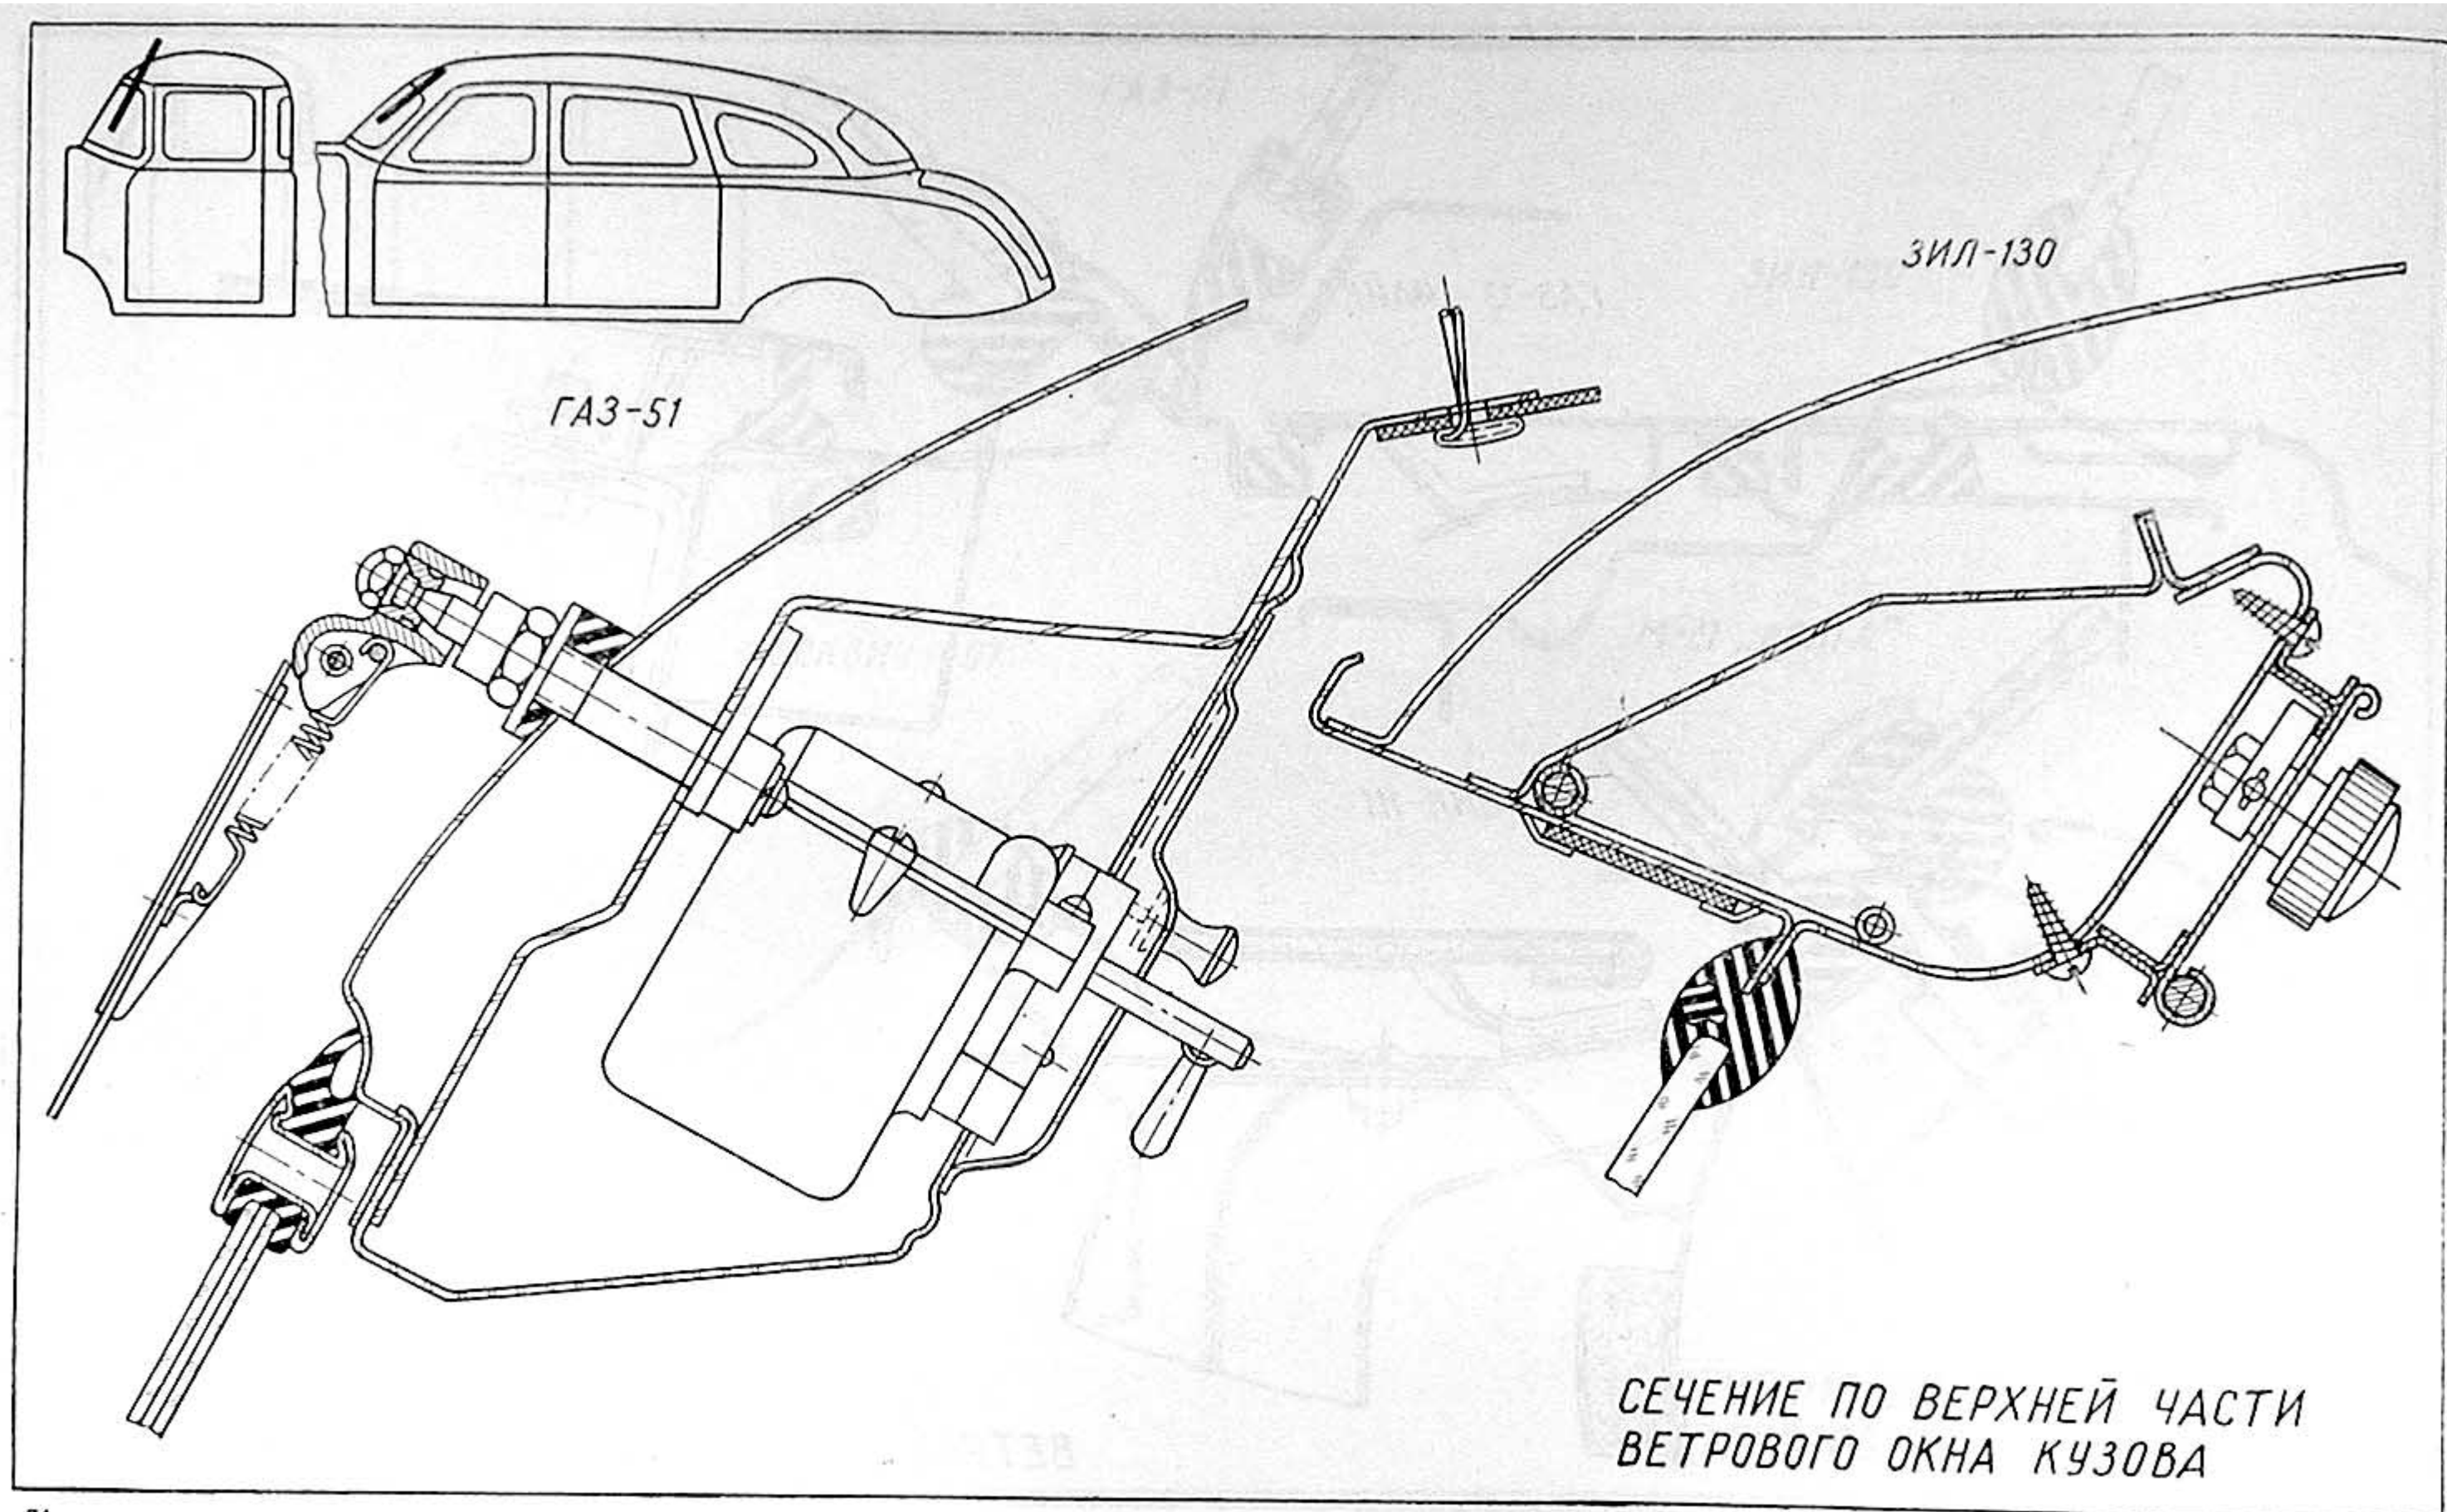 ЗИЛ-130
ГАЗ-51
СЕЧЕНИЕ ПО ВЕРХНЕЙ ЧАСТИ
ВЕТРОВОГО ОКНА КУЗОВА